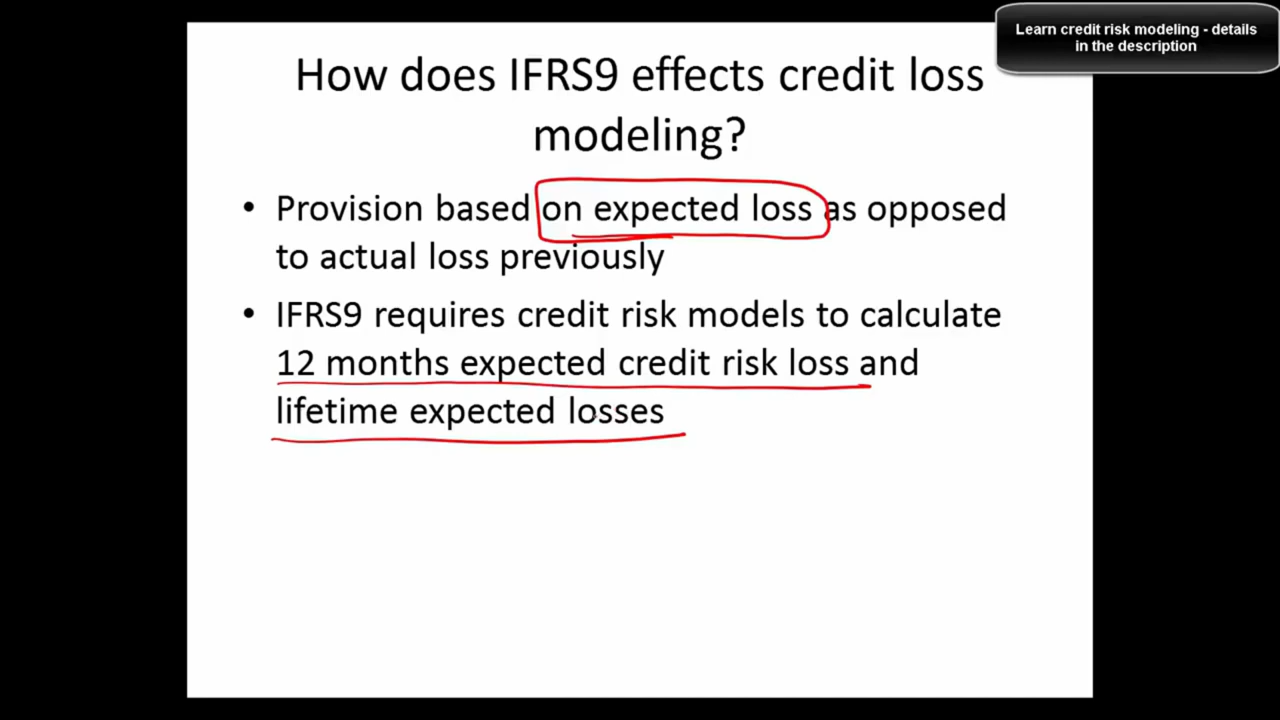 Learn credit risk modeling - details
in the description
How does IFRS9 effects credit loss
modeling?
• Provision based on expected loss as opposed
to actual loss previously
• IFRS9 requires credit risk models to calculate
12 months expected credit risk loss and
lifetime expected losses